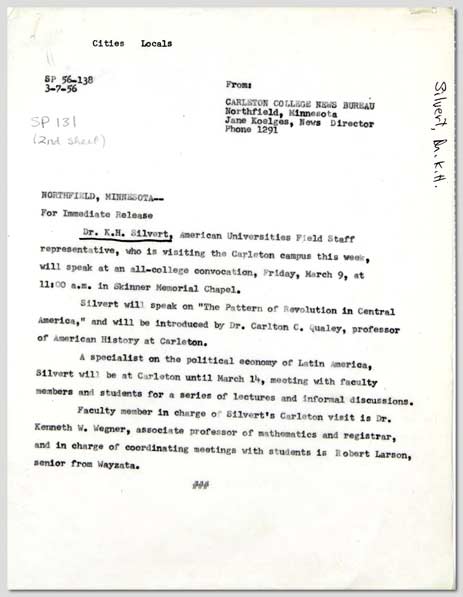 Cities Locals
SP 56-138
3-7-56
SP 131
(2nd sheet)
From:
CARLETON COLLEGE NEWS BUREAU
Northfield, Minnesota
Jane Koelges, News Director
Phone 1291
Silvert, Dr. K.H.
NORTHFIELD, MINNESOTA--
For Immediate Release
Dr. K.H. Silvert, American Universities Field Staff
representative, who is visiting the Carleton campus this week,
will speak at an all-college convocation, Friday, March 9, at
11:00 a.m. in Skinner Memorial Chapel.
Silvert will speak on "The Pattern of Revolution in Central
America," and will be introduced by Dr. Carlton C. Qualey, professor
of American History at Carleton.
A specialist on the political economy of Latin America,
Silvert will be at Carleton until March 14, meeting with faculty
members and students for a series of lectures and informal discussions.
Faculty member in charge of Silvert's Carleton visit is Dr.
Kenneth W. Wegner, associate professor of mathematics and registrar,
and in charge of coordinating meetings with students is Robert Larson,
senior from Wayzata.
###